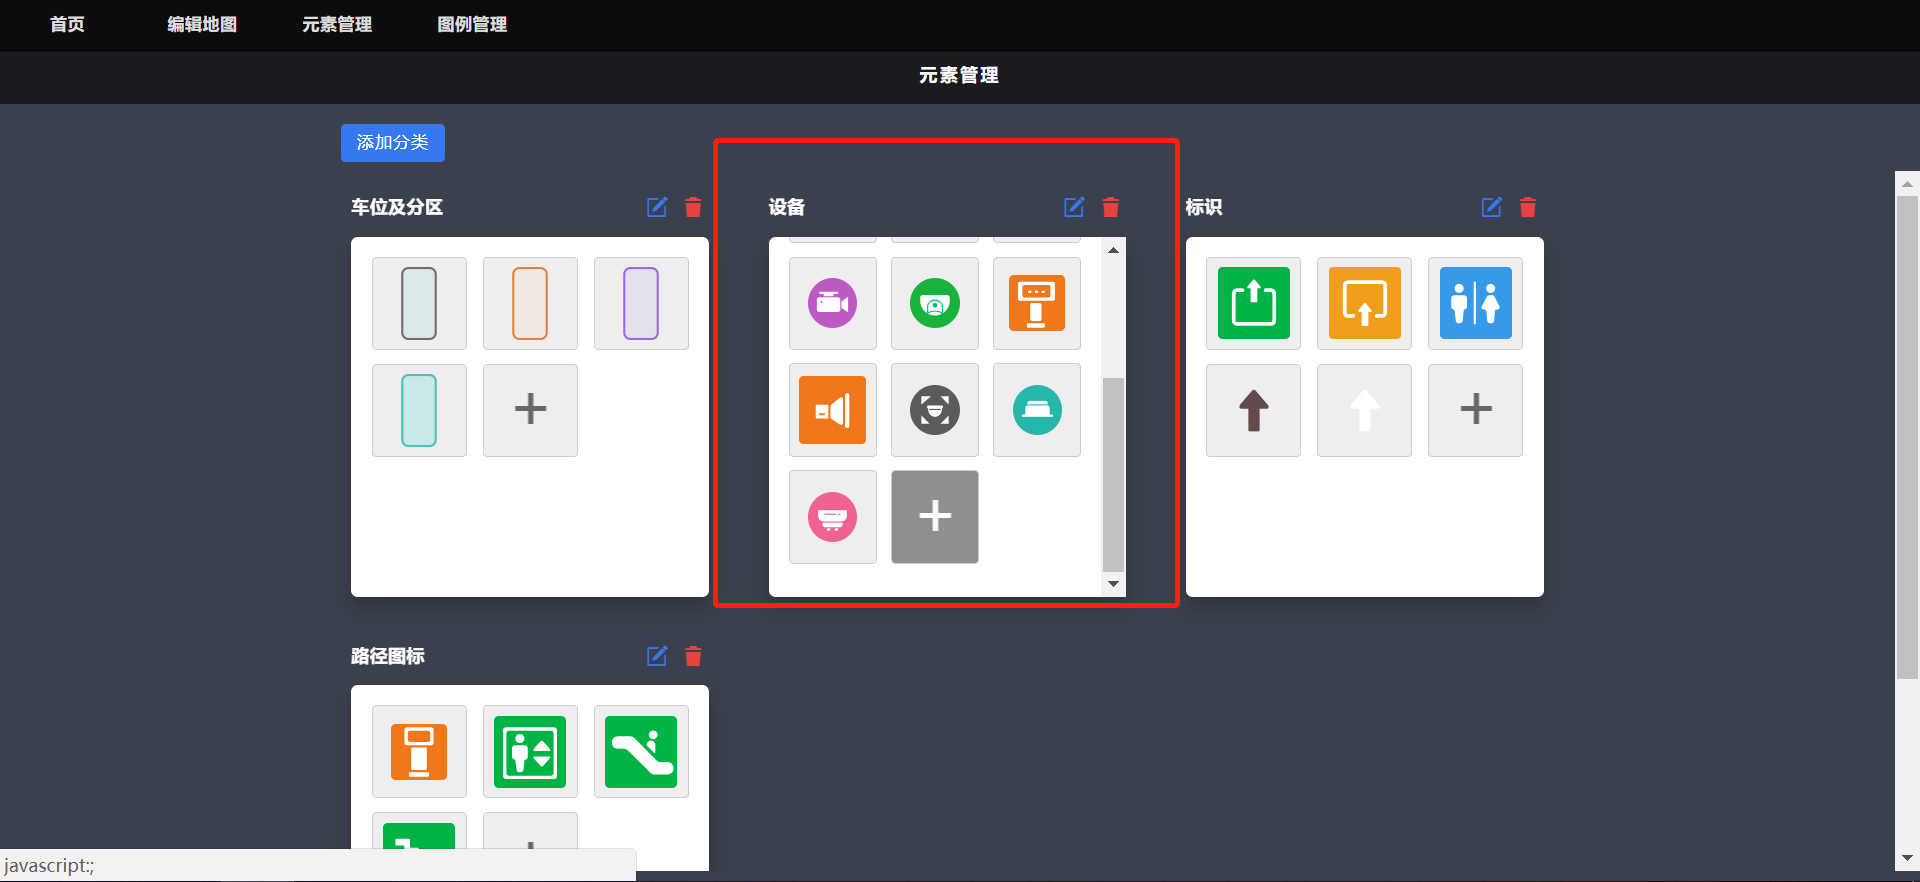 首页 编辑地图 元素管理 图例管理
元素管理
添加分类
车位及分区
设备
标识
路径图标
javascript:;